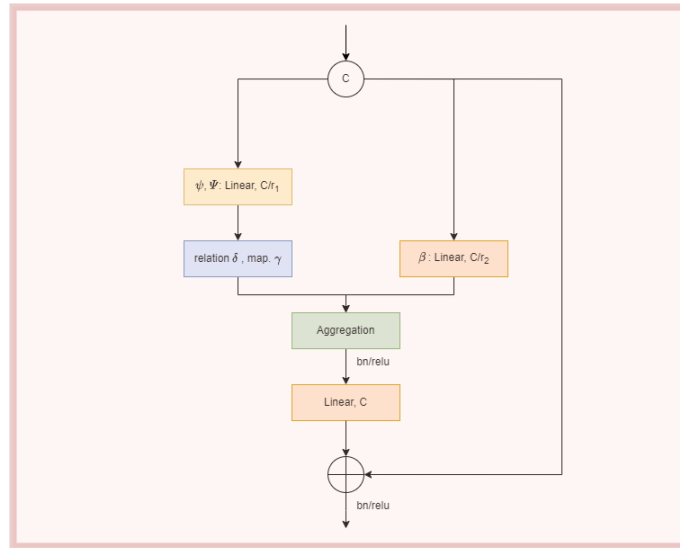 C
ψ, Ψ: Linear, C/r₁
relation δ , map. γ
β : Linear, C/r₂
Aggregation
bn/relu
Linear, C
bn/relu